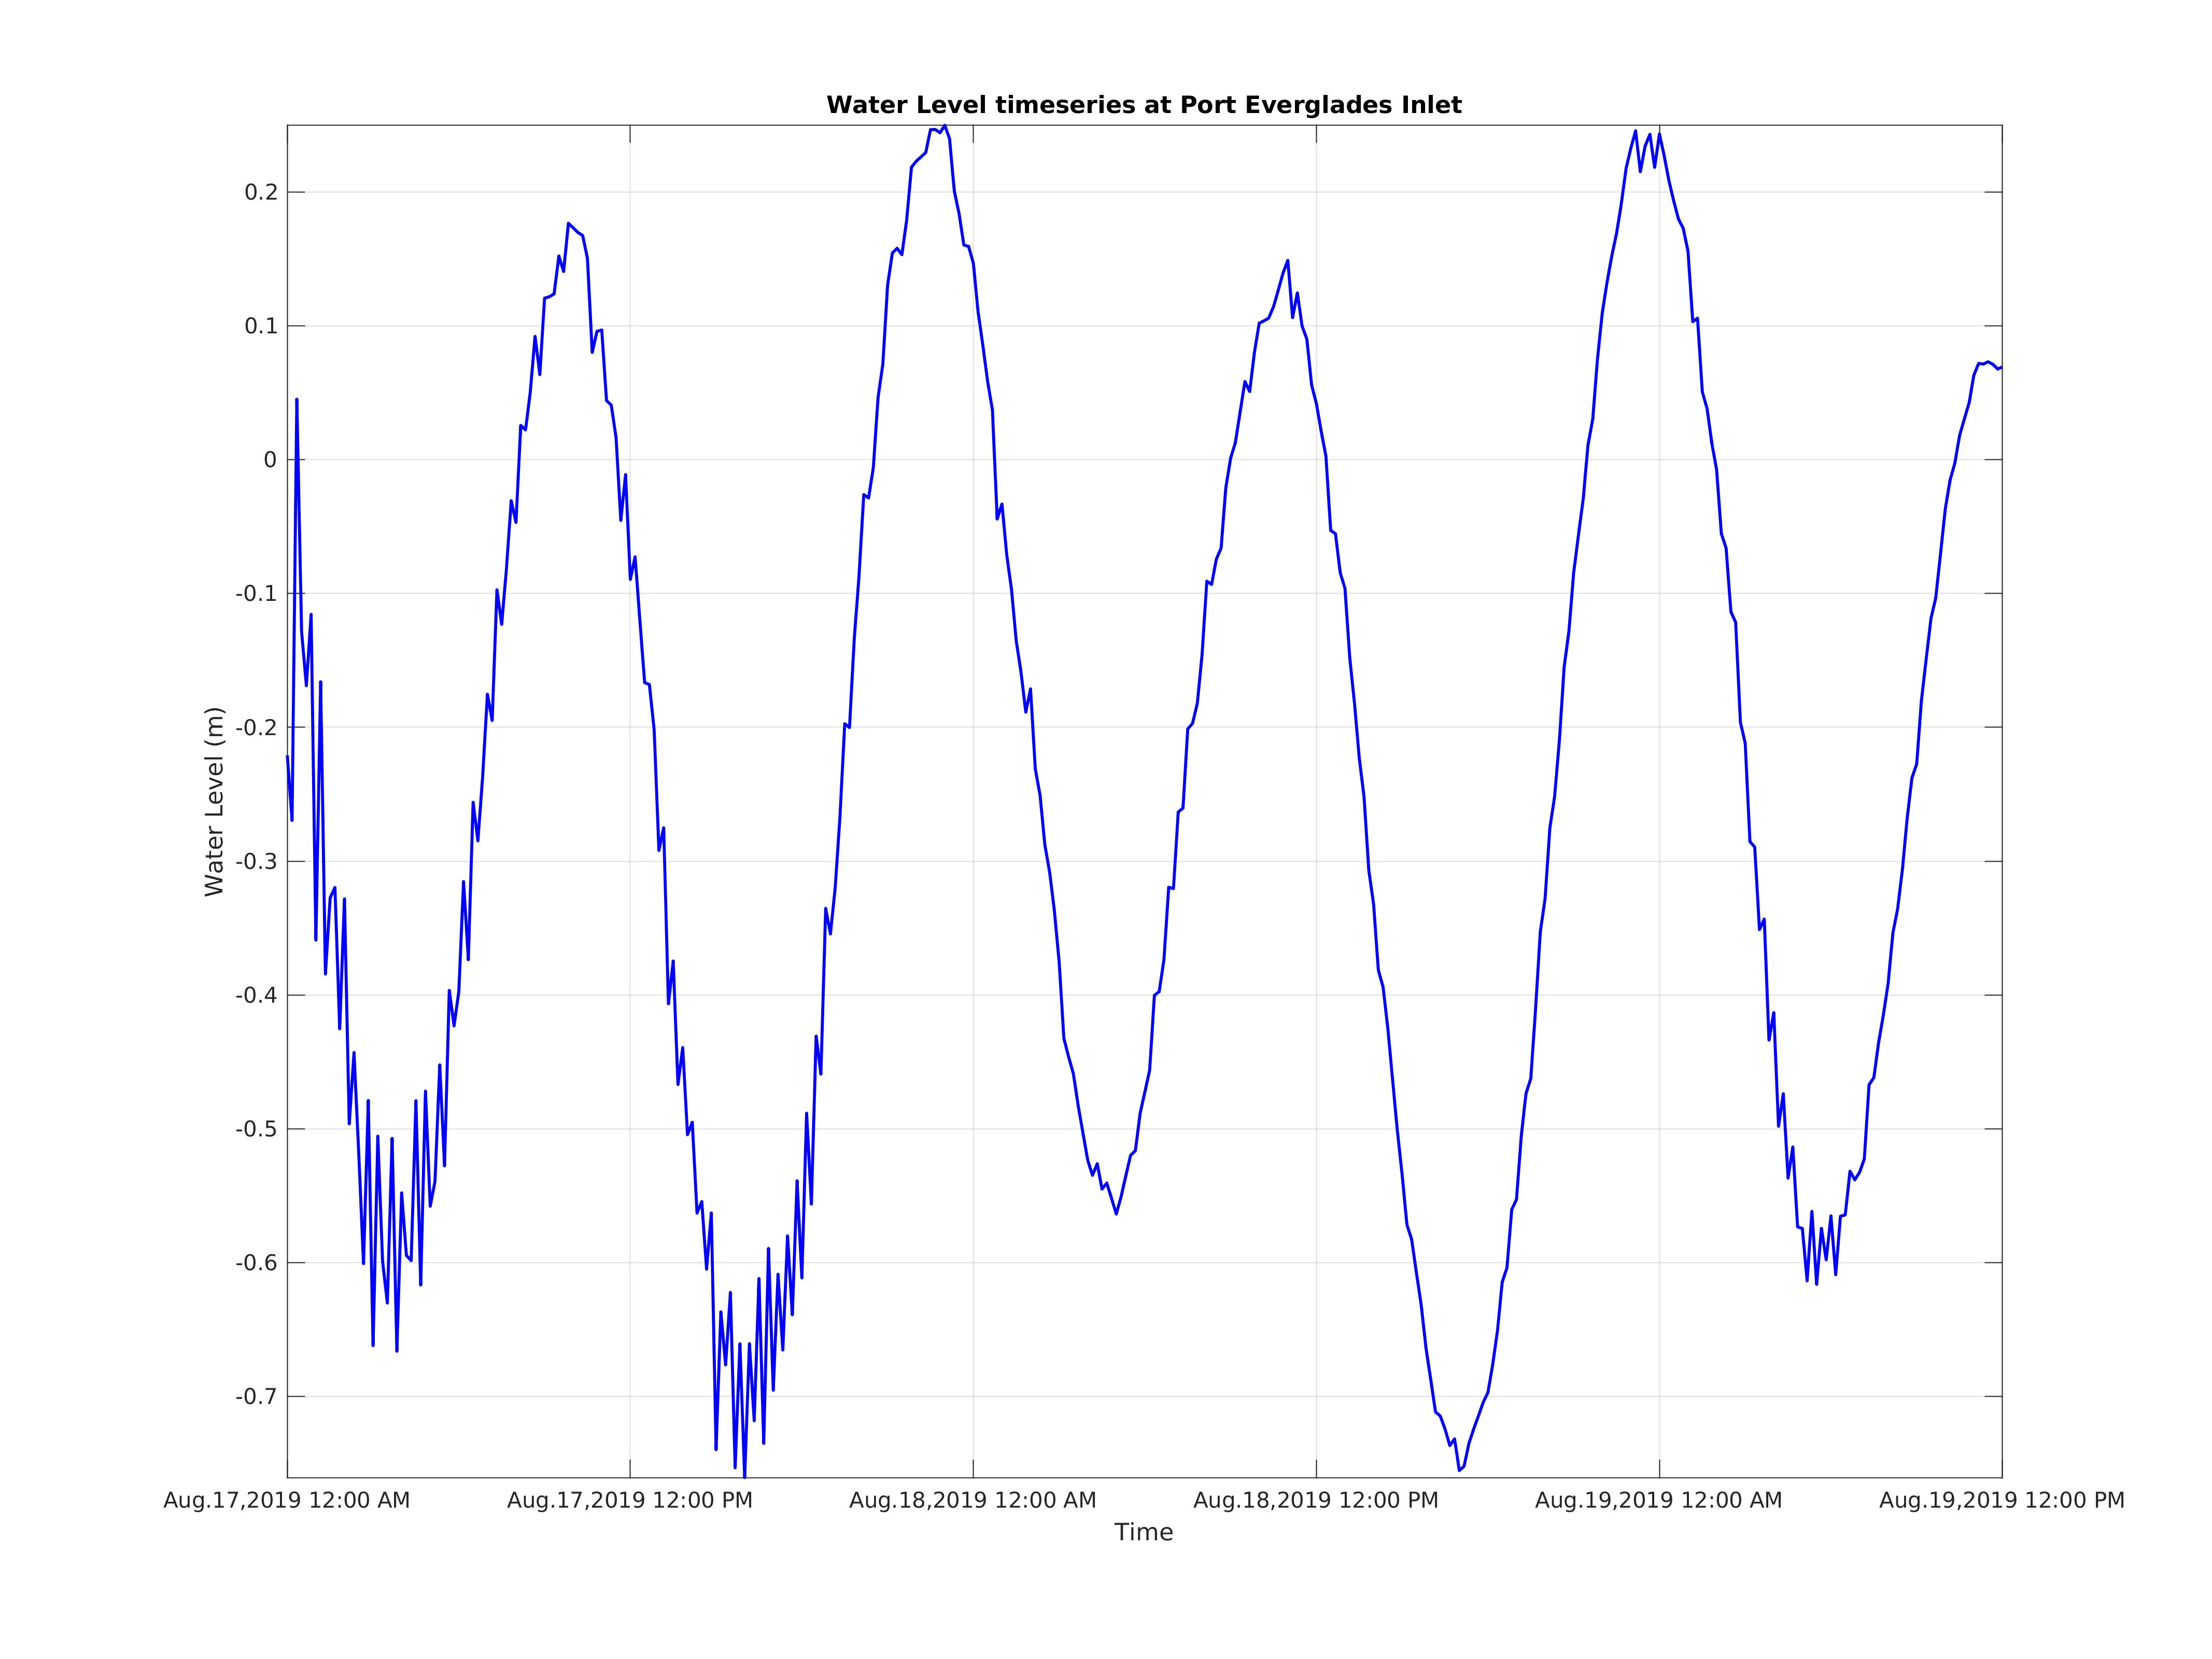 Water Level timeseries at Port Everglades Inlet
0.2
0.1
0
-0.1
-0.2
-0.3
-0.4
-0.5
-0.6
-0.7
Water Level (m)
Aug.17,2019 12:00 AM
Aug.17,2019 12:00 PM
Aug.18,2019 12:00 AM
Aug.18,2019 12:00 PM
Aug.19,2019 12:00 AM
Aug.19,2019 12:00 PM
Time